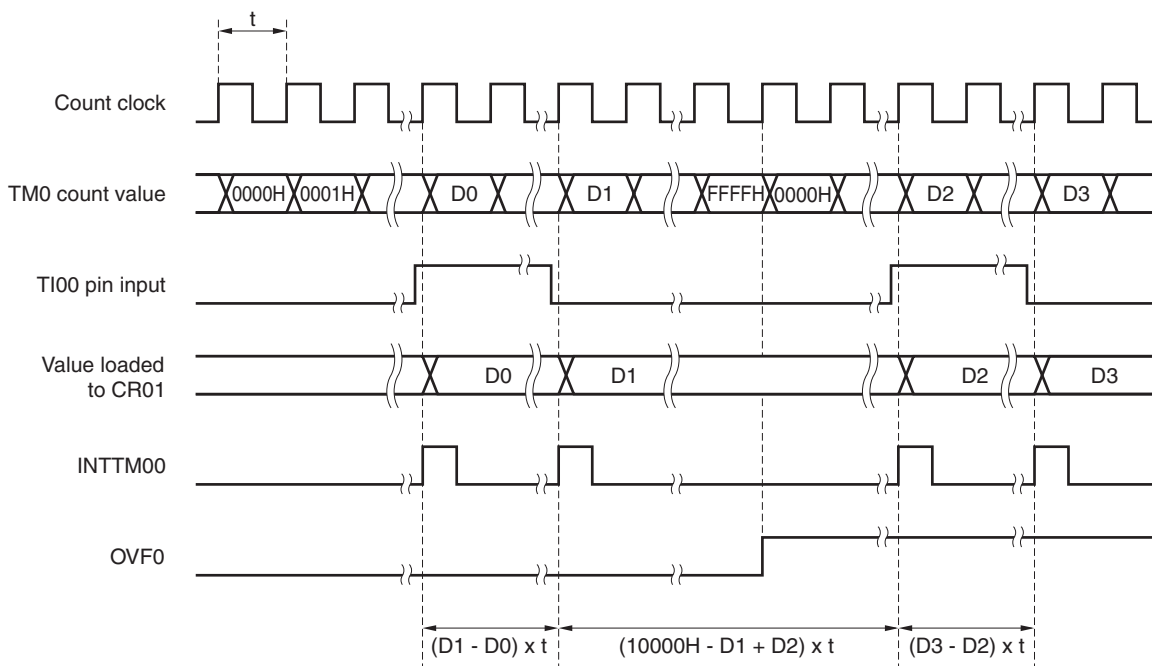 t
Count clock
TM0 count value
0000H 0001H D0 D1 FFFFH 0000H D2 D3
TI00 pin input
Value loaded
to CR01
D0 D1 D2 D3
INTTM00
OVF0
(D1 - D0) x t (10000H - D1 + D2) x t (D3 - D2) x t